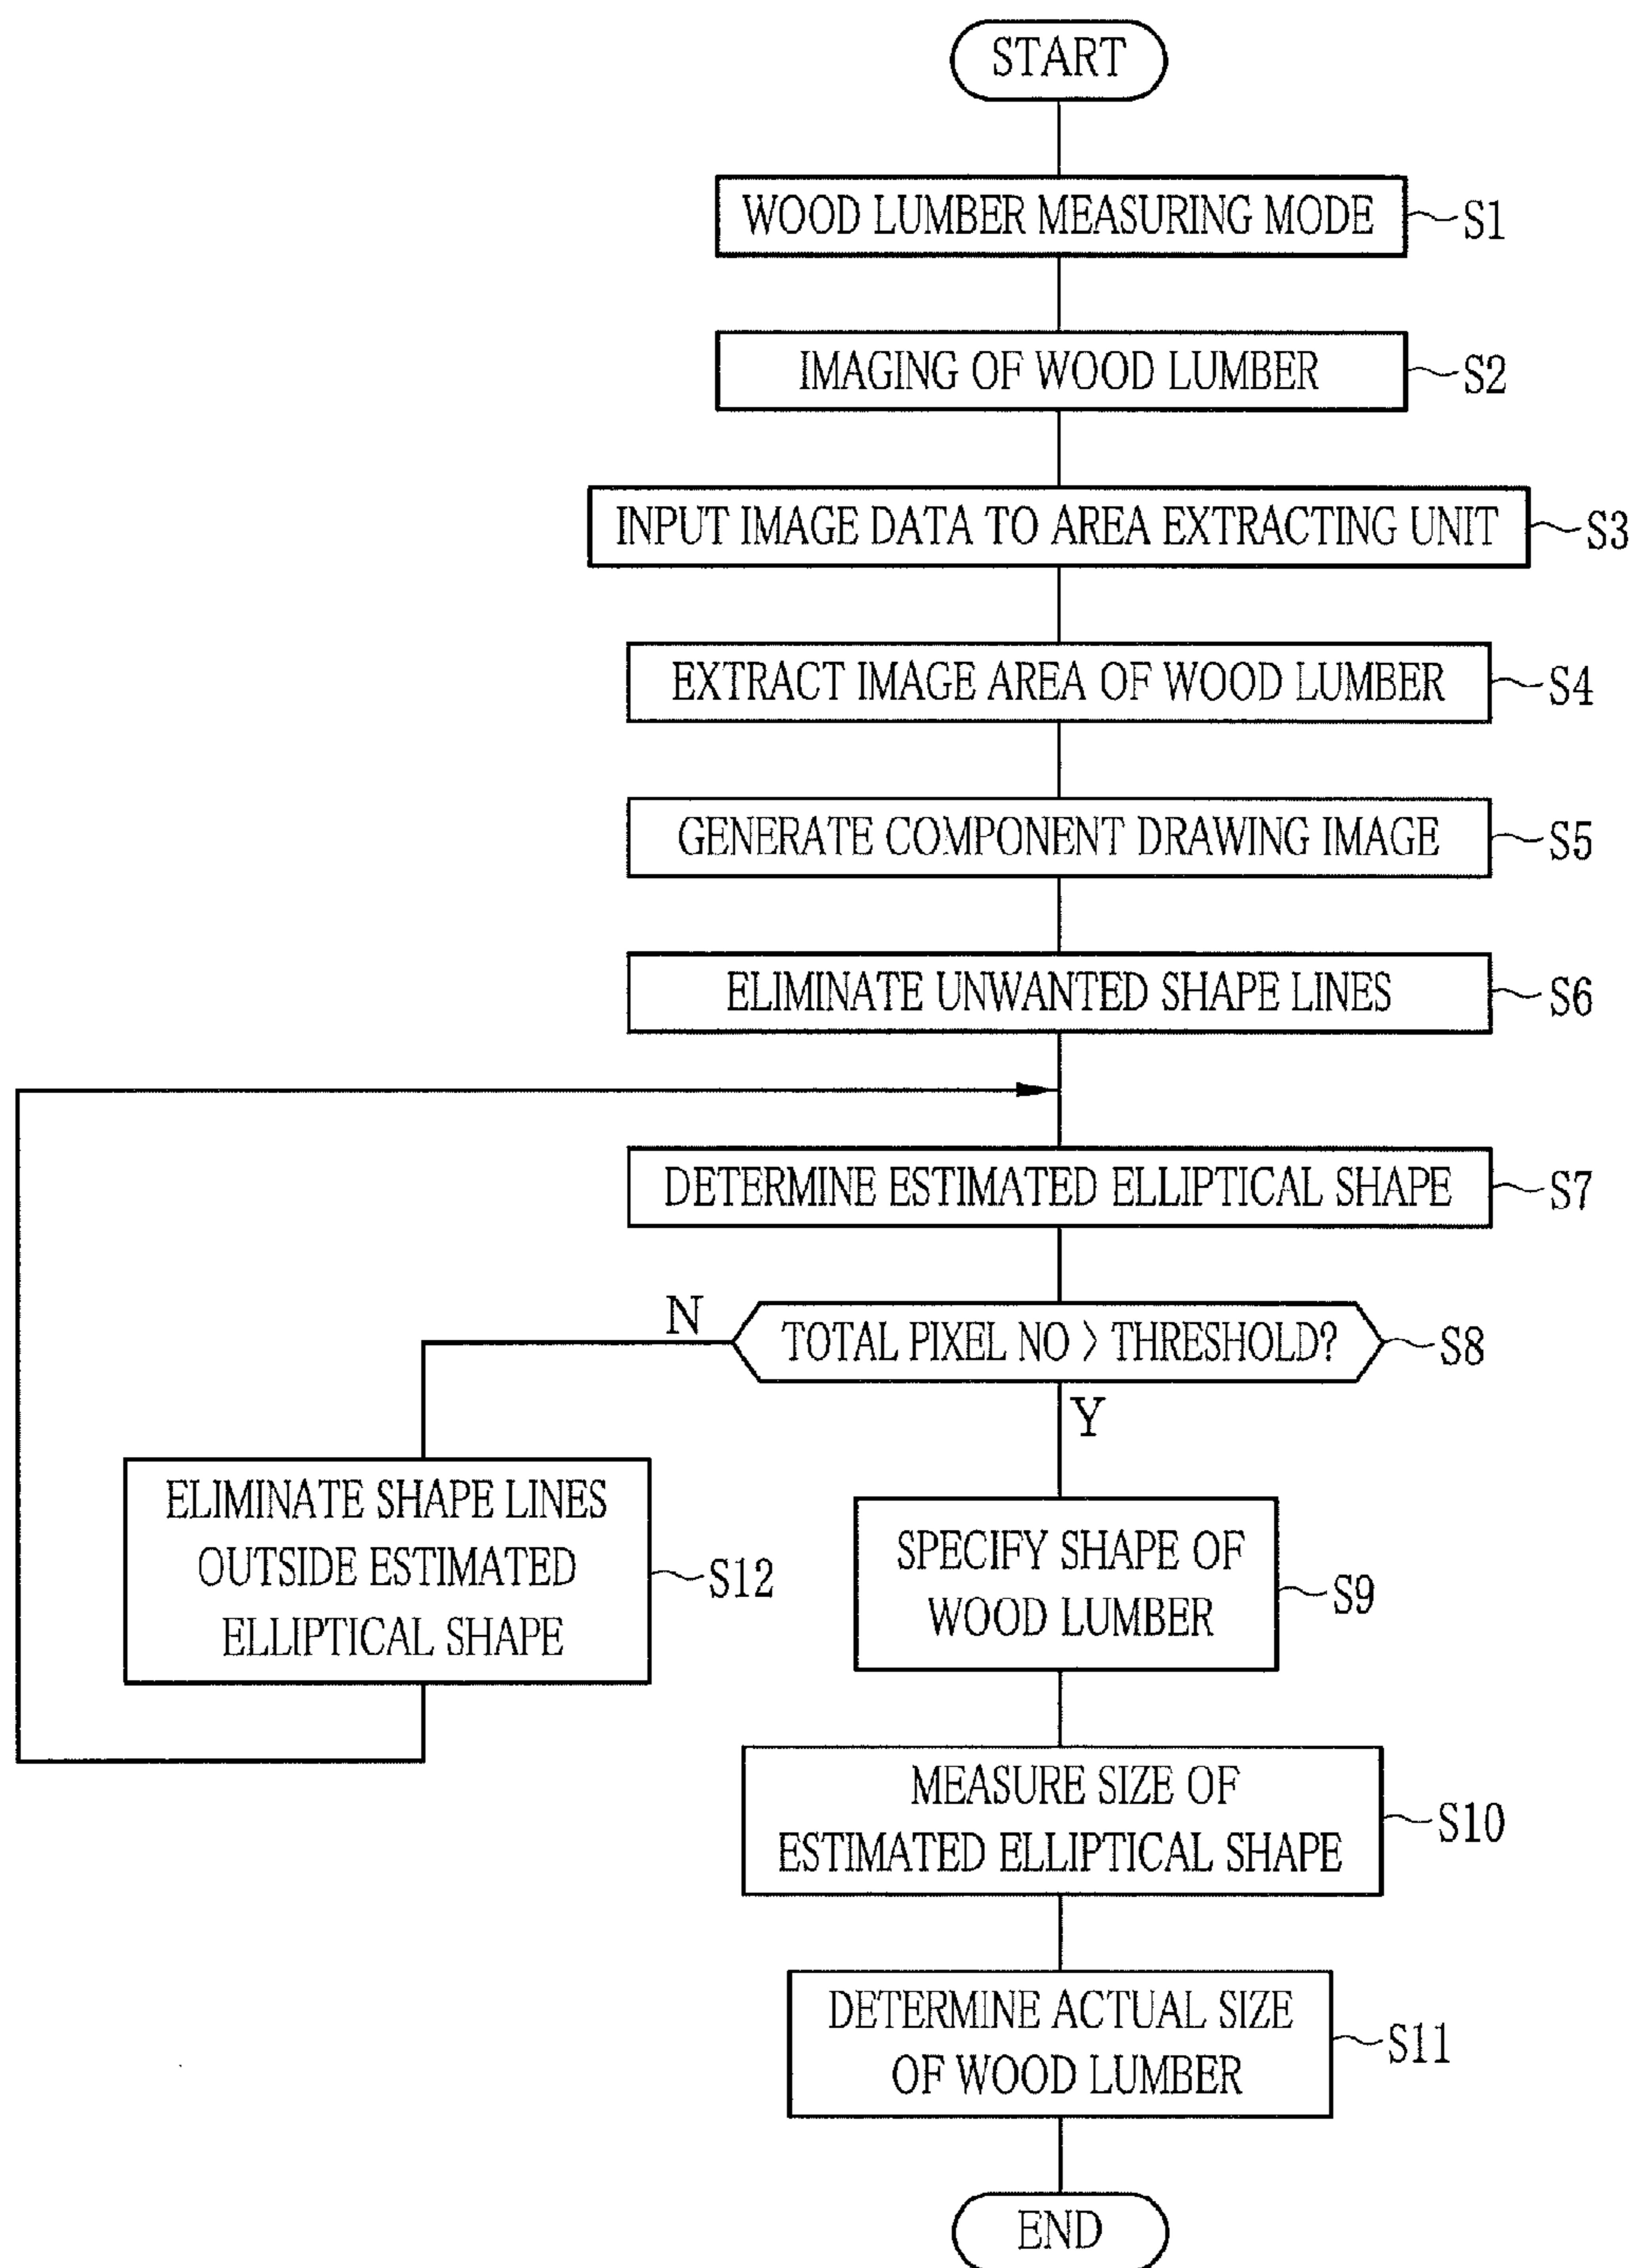 START
WOOD LUMBER MEASURING MODE
S1
IMAGING OF WOOD LUMBER
S2
INPUT IMAGE DATA TO AREA EXTRACTING UNIT
S3
EXTRACT IMAGE AREA OF WOOD LUMBER
S4
GENERATE COMPONENT DRAWING IMAGE
S5
ELIMINATE UNWANTED SHAPE LINES
S6
DETERMINE ESTIMATED ELLIPTICAL SHAPE
S7
N
TOTAL PIXEL NO > THRESHOLD?
S8
Y
ELIMINATE SHAPE LINES
OUTSIDE ESTIMATED
ELLIPTICAL SHAPE
S12
SPECIFY SHAPE OF
WOOD LUMBER
S9
MEASURE SIZE OF
ESTIMATED ELLIPTICAL SHAPE
S10
DETERMINE ACTUAL SIZE
OF WOOD LUMBER
S11
END